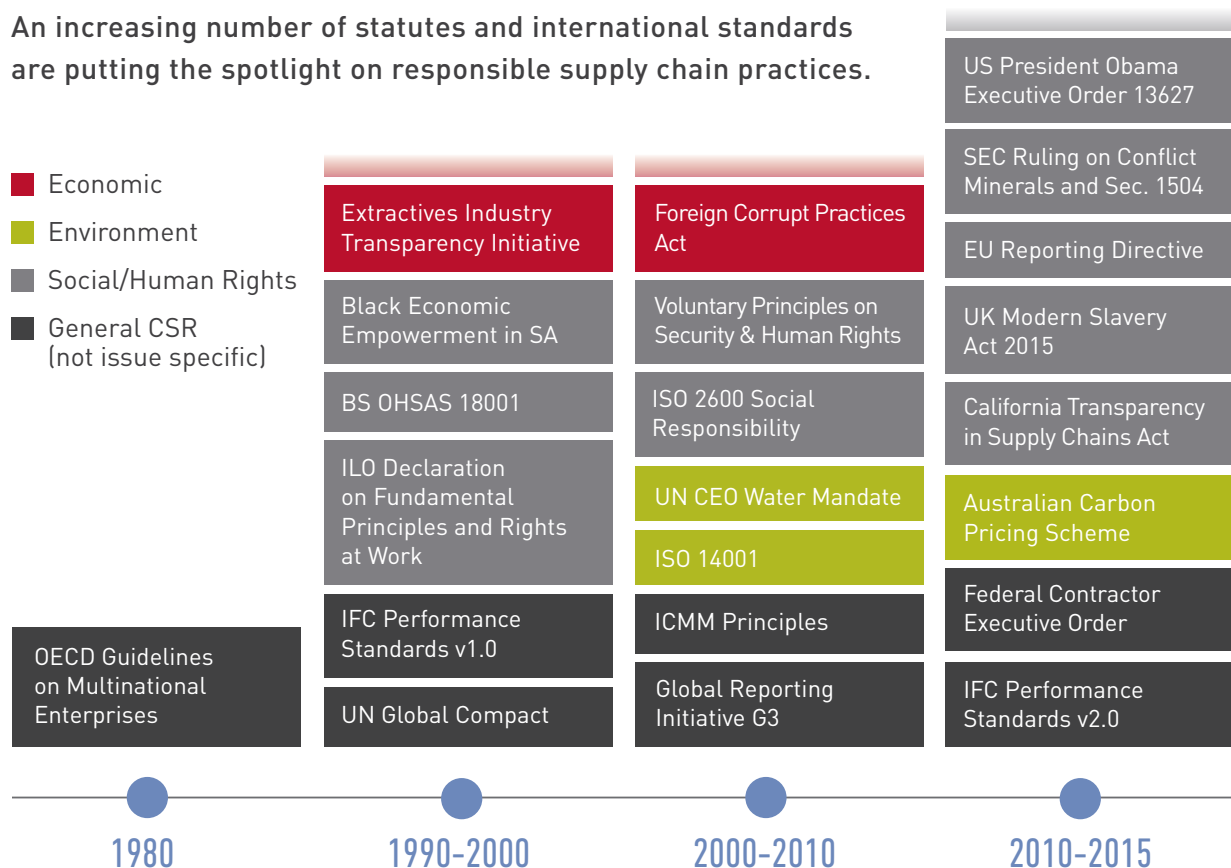 An increasing number of statutes and international standards
are putting the spotlight on responsible supply chain practices.
Economic
Environment
Social/Human Rights
General CSR
(not issue specific)
OECD Guidelines
on Multinational
Enterprises
Extractives Industry
Transparency Initiative
Black Economic
Empowerment in SA
BS OHSAS 18001
ILO Declaration
on Fundamental
Principles and Rights
at Work
IFC Performance
Standards v1.0
UN Global Compact
Foreign Corrupt Practices
Act
Voluntary Principles on
Security & Human Rights
ISO 2600 Social
Responsibility
UN CEO Water Mandate
ISO 14001
ICMM Principles
Global Reporting
Initiative G3
US President Obama
Executive Order 13627
SEC Ruling on Conflict
Minerals and Sec. 1504
EU Reporting Directive
UK Modern Slavery
Act 2015
California Transparency
in Supply Chains Act
Australian Carbon
Pricing Scheme
Federal Contractor
Executive Order
IFC Performance
Standards v2.0
1980
1990–2000
2000–2010
2010–2015